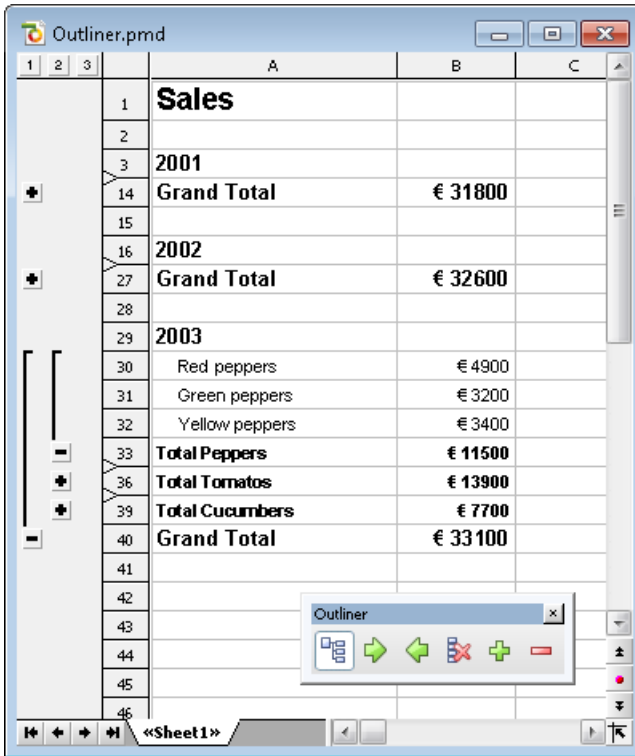 Outliner.pmd
1 2 3 A B C
1 Sales
2
3 2001
14 Grand Total € 31800
15
16 2002
27 Grand Total € 32600
28
29 2003
30 Red peppers € 4900
31 Green peppers € 3200
32 Yellow peppers € 3400
33 Total Peppers € 11500
36 Total Tomatos € 13900
39 Total Cucumbers € 7700
40 Grand Total € 33100
41
42
43
44
45
46
Outliner
«Sheet1»